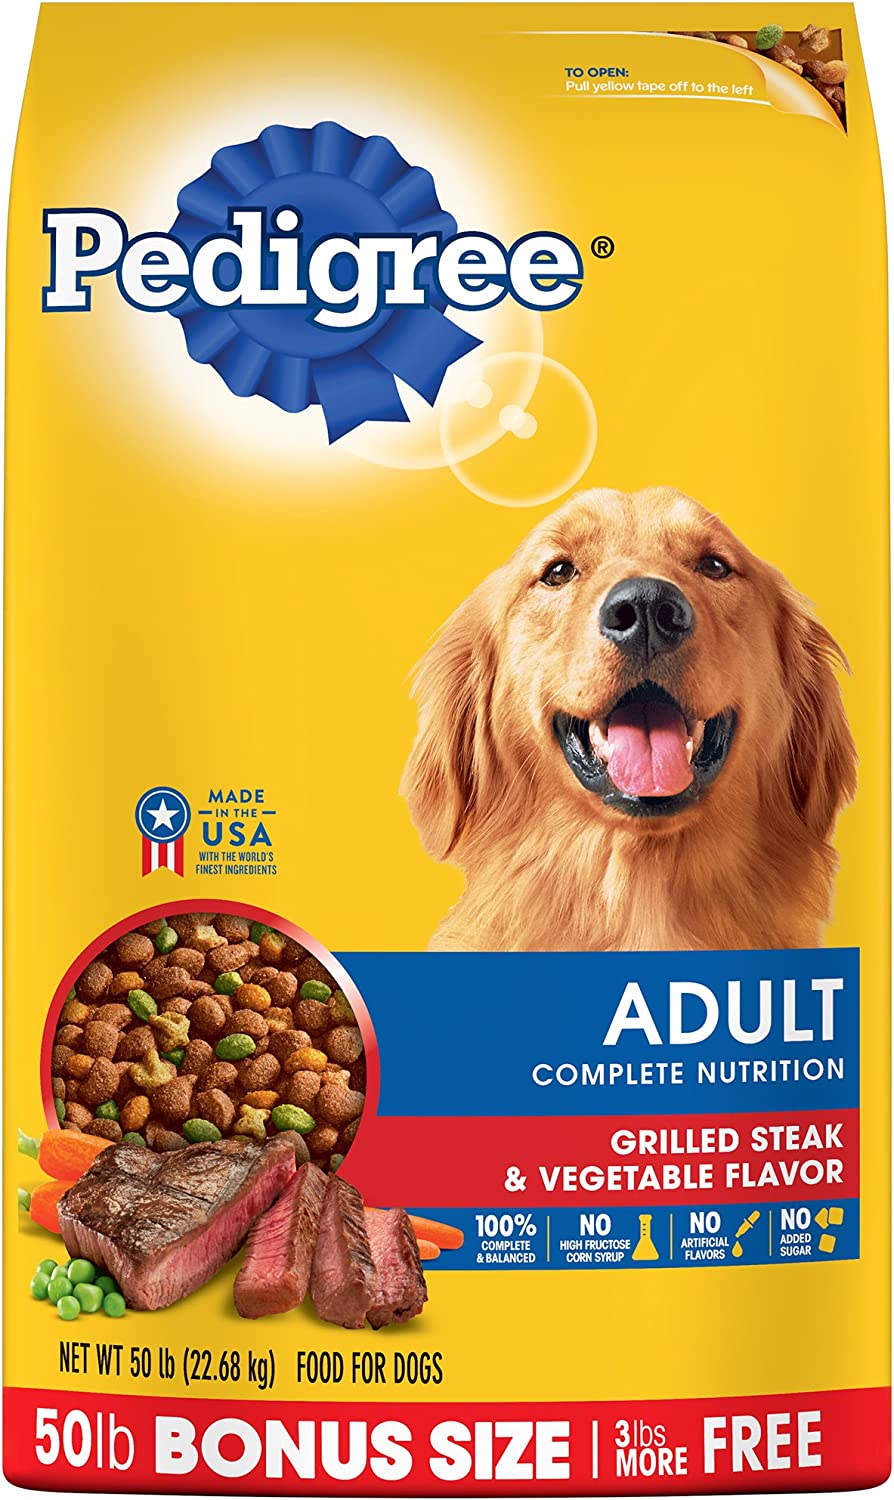 TO OPEN:
Pull yellow tape off to the left
Pedigree®
MADE
IN THE
USA
WITH THE WORLD'S
FINEST INGREDIENTS
ADULT
COMPLETE NUTRITION
GRILLED STEAK
& VEGETABLE FLAVOR
100%
COMPLETE
& BALANCED
NO
HIGH FRUCTOSE
CORN SYRUP
NO
ARTIFICIAL
FLAVORS
NO
ADDED
SUGAR
NET WT 50 lb (22.68 kg) FOOD FOR DOGS
50lb BONUS SIZE 3lbs MORE FREE